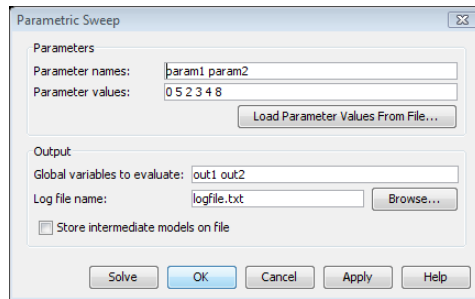 Parametric Sweep
Parameters
Parameter names: param1 param2
Parameter values: 0 5 2 3 4 8
Load Parameter Values From File...
Output
Global variables to evaluate: out1 out2
Log file name: logfile.txt Browse...
Store intermediate models on file
Solve OK Cancel Apply Help